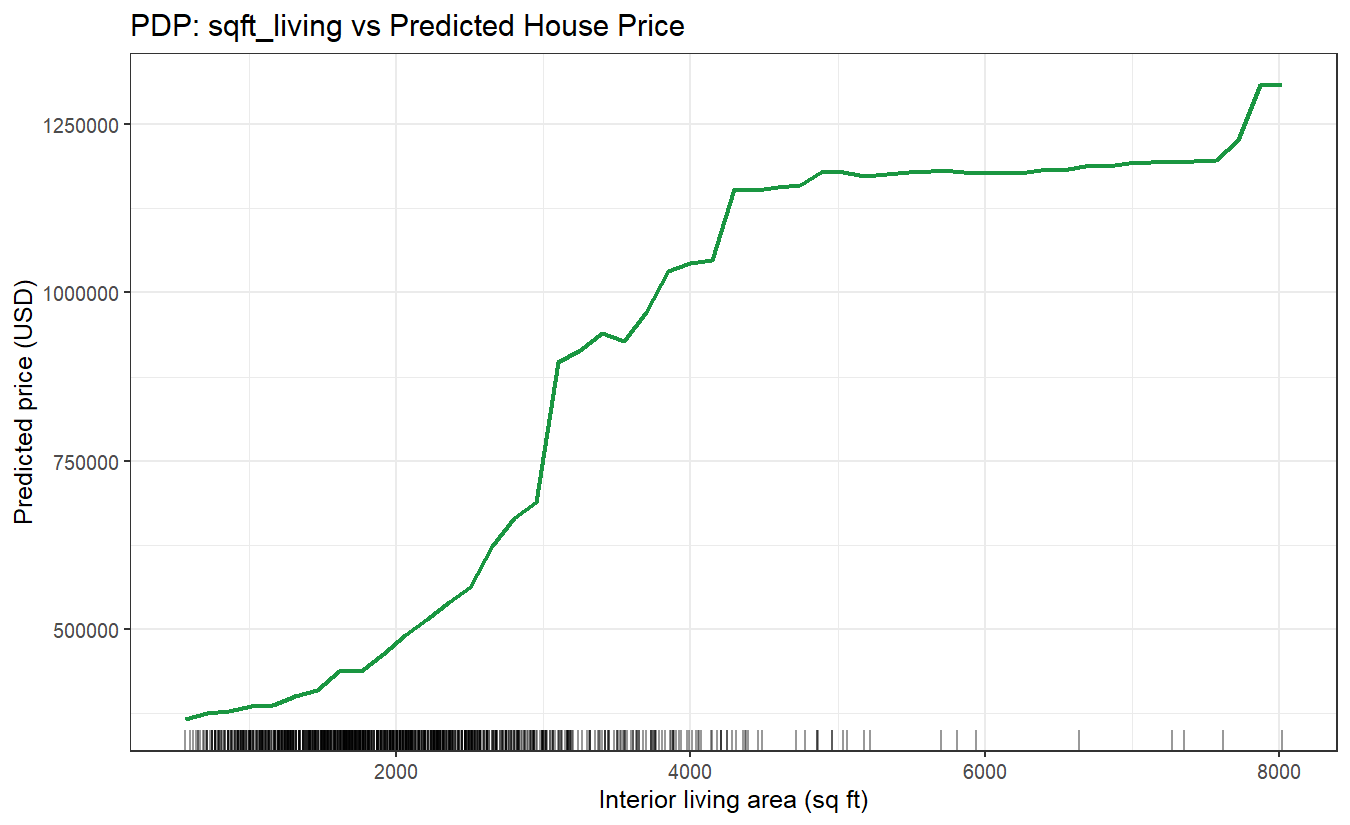 PDP: sqft_living vs Predicted House Price
Predicted price (USD)
1250000
1000000
750000
500000
2000 4000 6000 8000
Interior living area (sq ft)